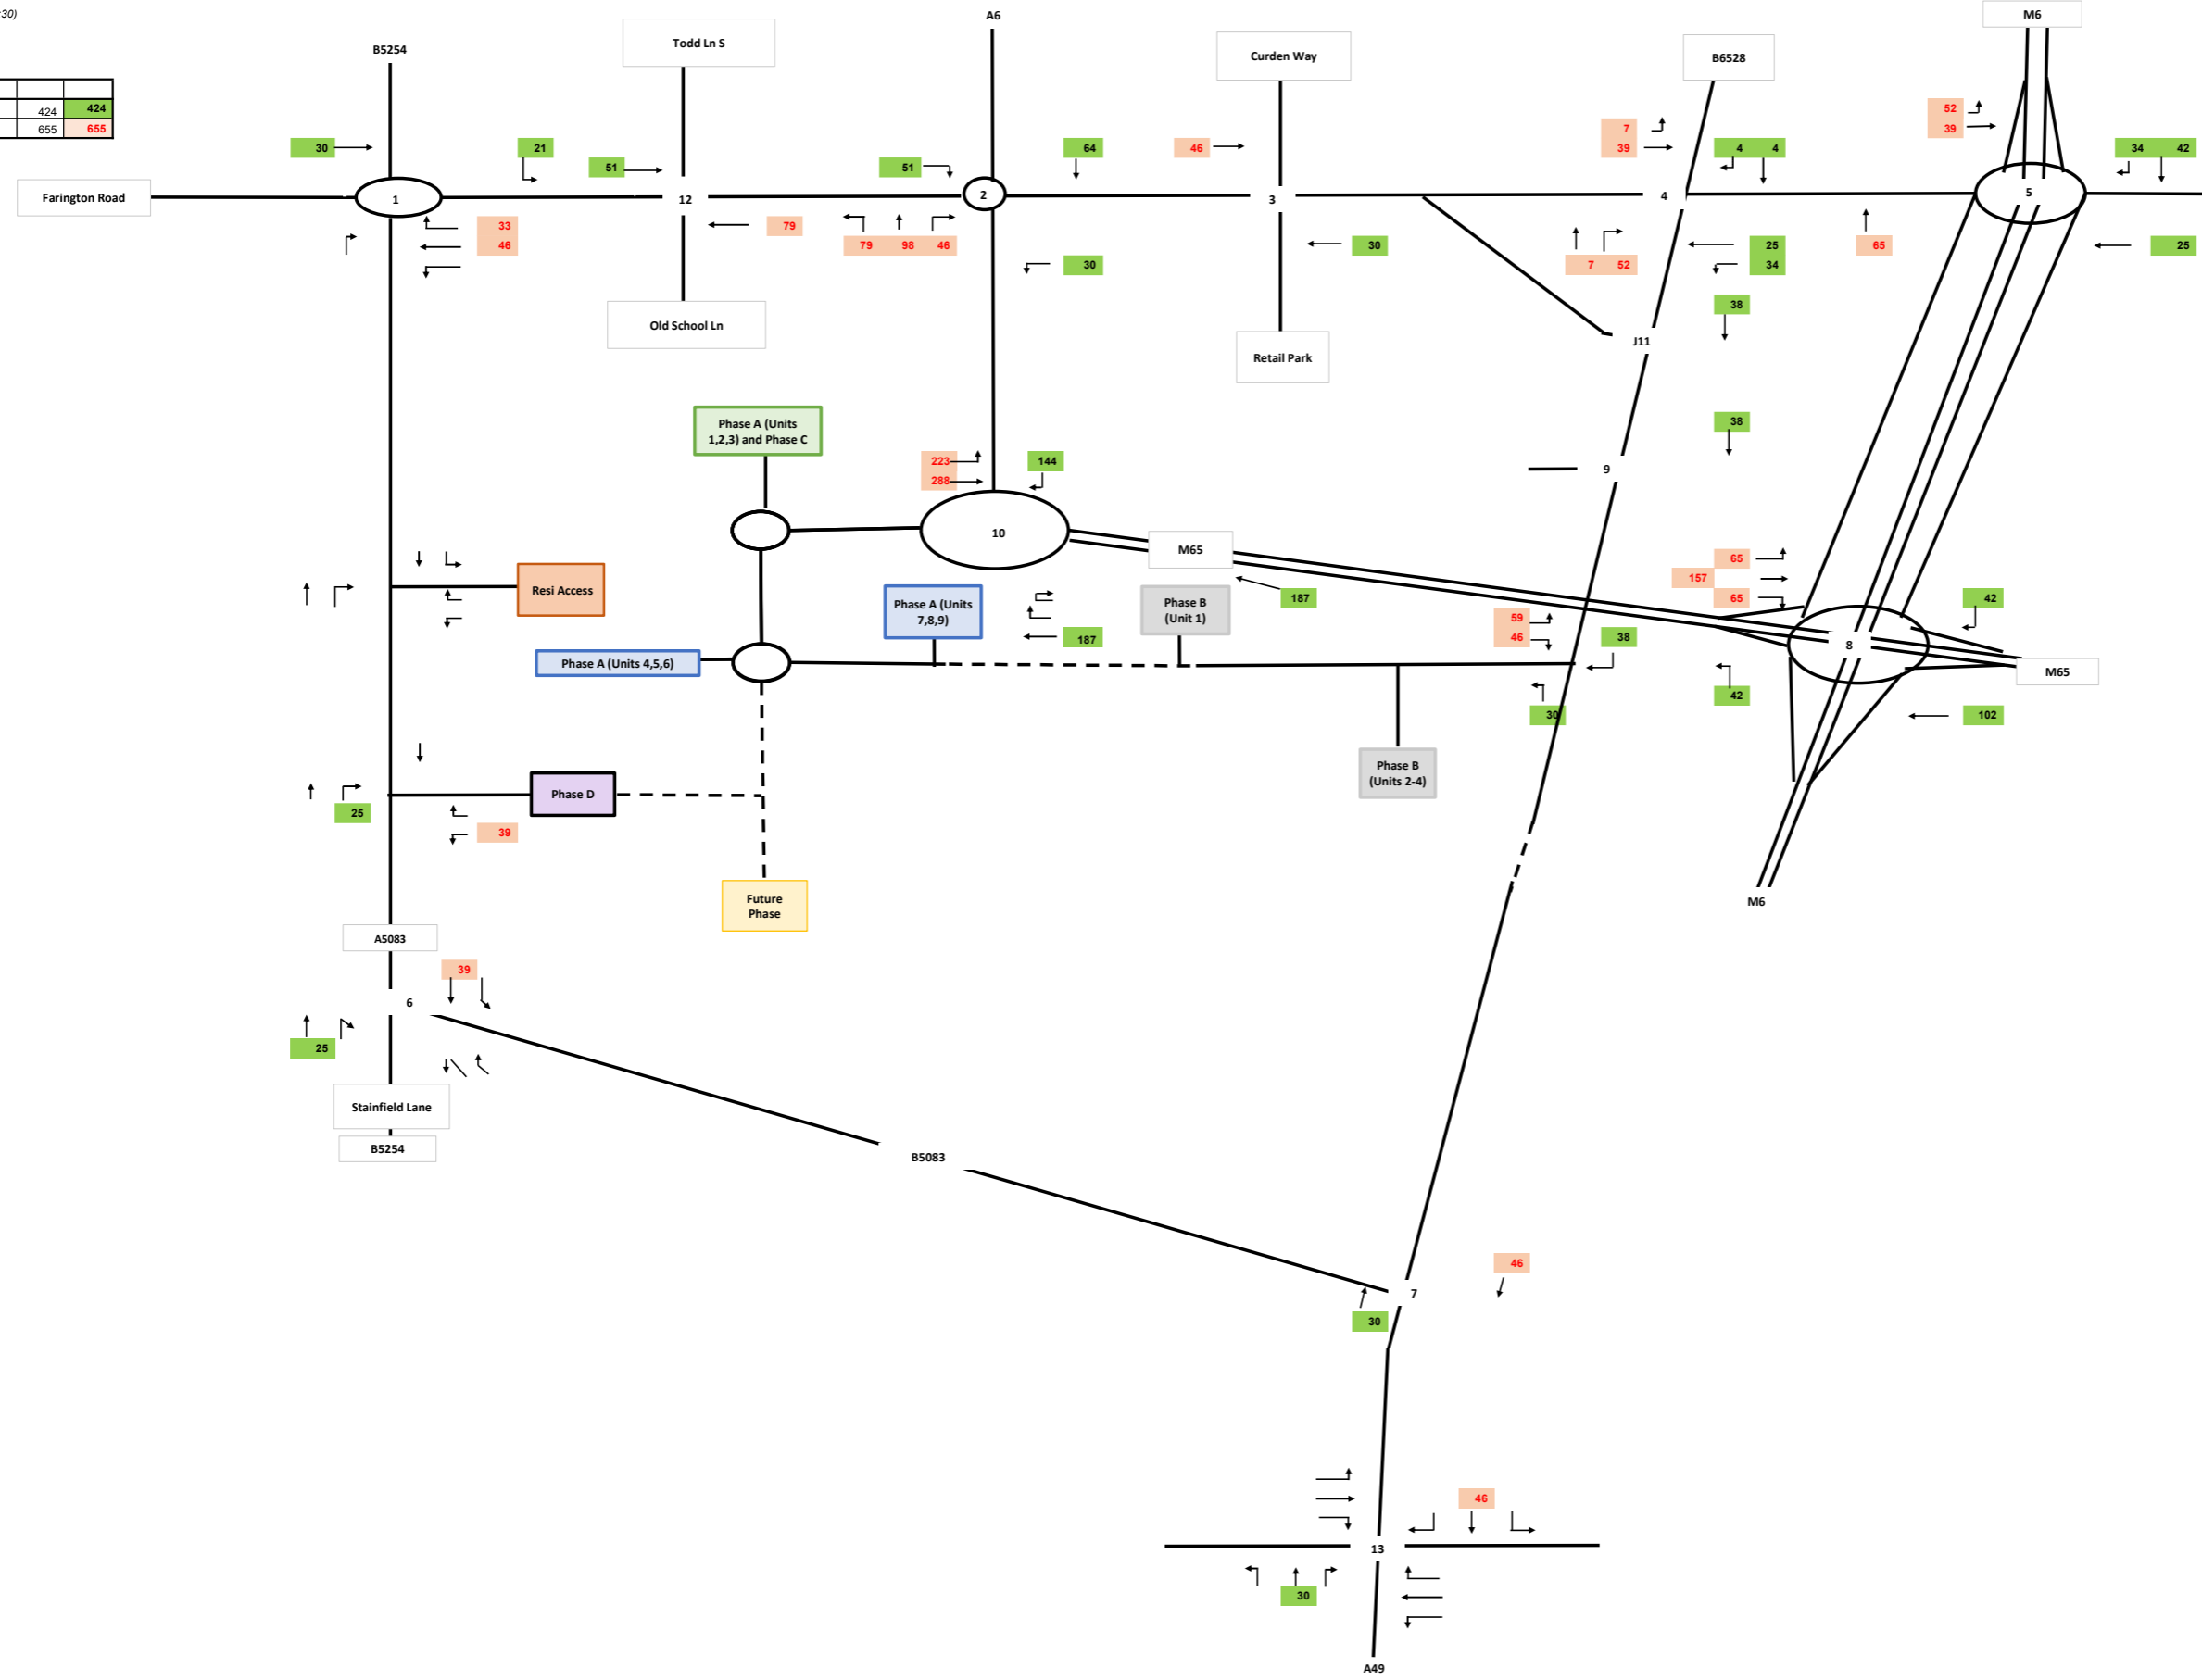 :30)
A6
M6
B5254
Todd Ln S
Curden Way
B6528
424 424
655 655
52
39
7
39
30
21
51
51
64
46
4 4
34 42
Farington Road
1
12
2
3
4
5
33
46
79
79 98 46
30
30
7 52
25
34
65
25
38
Old School Ln
Retail Park
J11
Phase A (Units
1,2,3) and Phase C
38
223
288
144
9
10
M65
65
157
65
Resi Access
Phase A (Units
7,8,9)
Phase B
(Unit 1)
187
42
187
59
46
38
8
Phase A (Units 4,5,6)
M65
42
30
102
Phase B
(Units 2-4)
Phase D
25
39
Future
Phase
M6
A5083
39
6
25
Stainfield Lane
B5254
B5083
46
7
30
46
13
30
A49